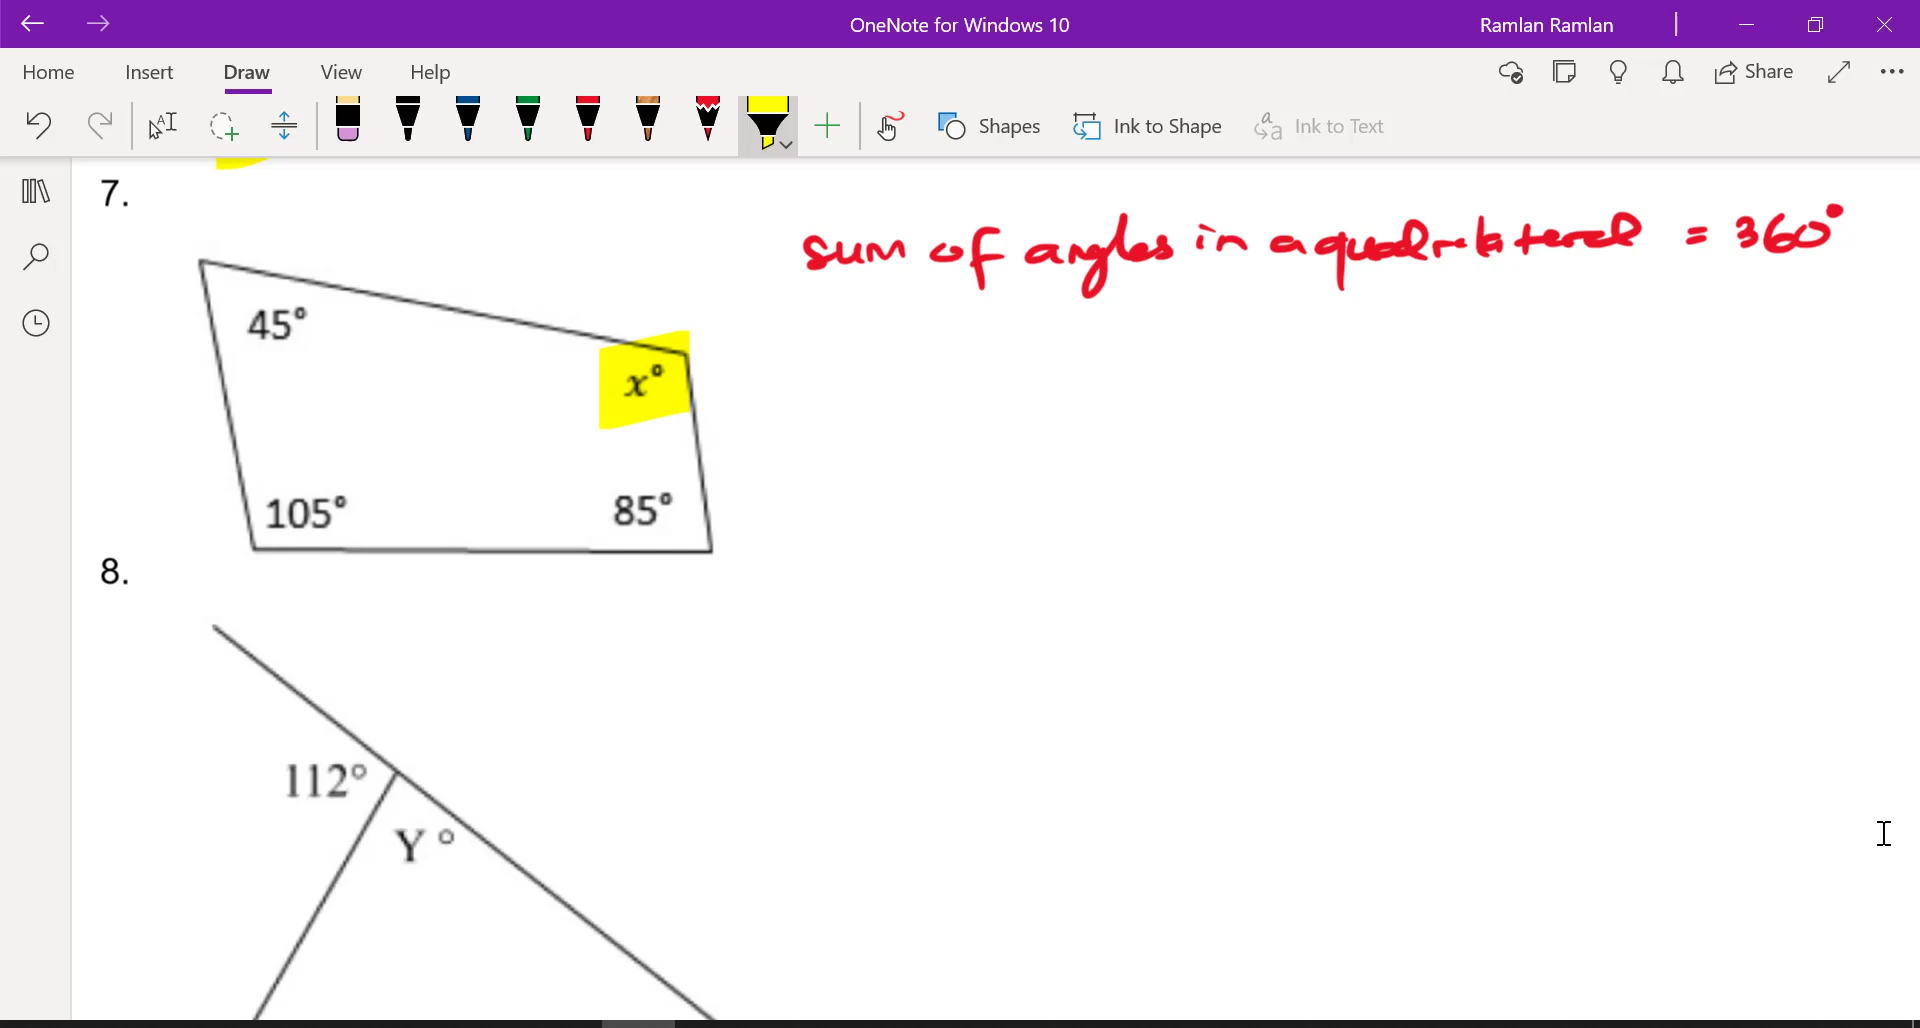 OneNote for Windows 10
Ramlan Ramlan
Home Insert Draw View Help
Share
Shapes Ink to Shape Ink to Text
7.
sum of angles in a quadrilateral = 360°
45°
x°
105°
85°
8.
112°
Y °